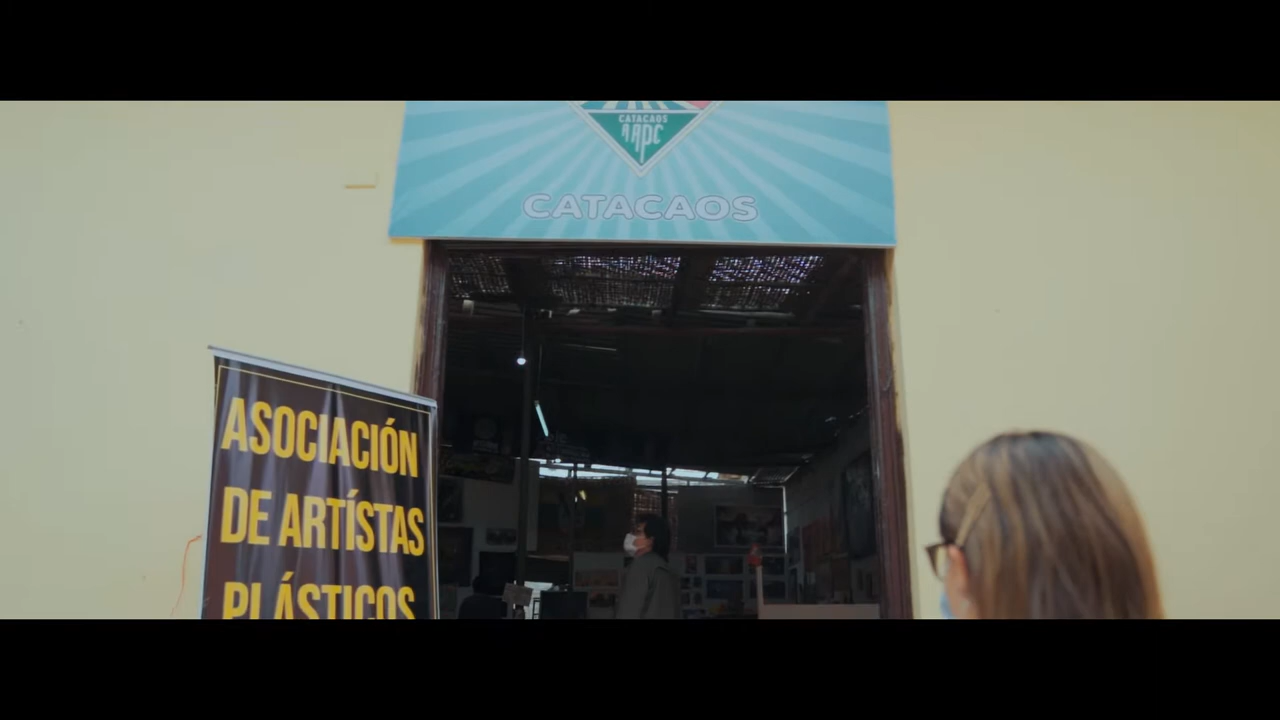 CATACAOS
AAPC
CATACAOS
ASOCIACIÓN
DE ARTÍSTAS
PLÁSTICOS